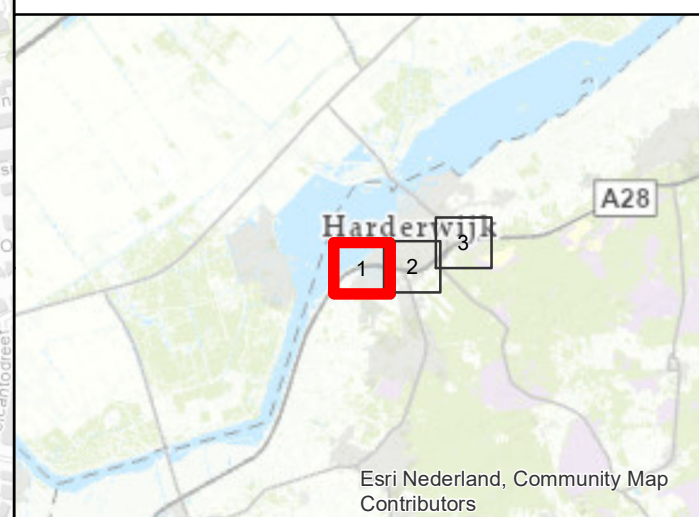 A28
Harderwijk
1
2
3
Esri Nederland, Community Map
Contributors